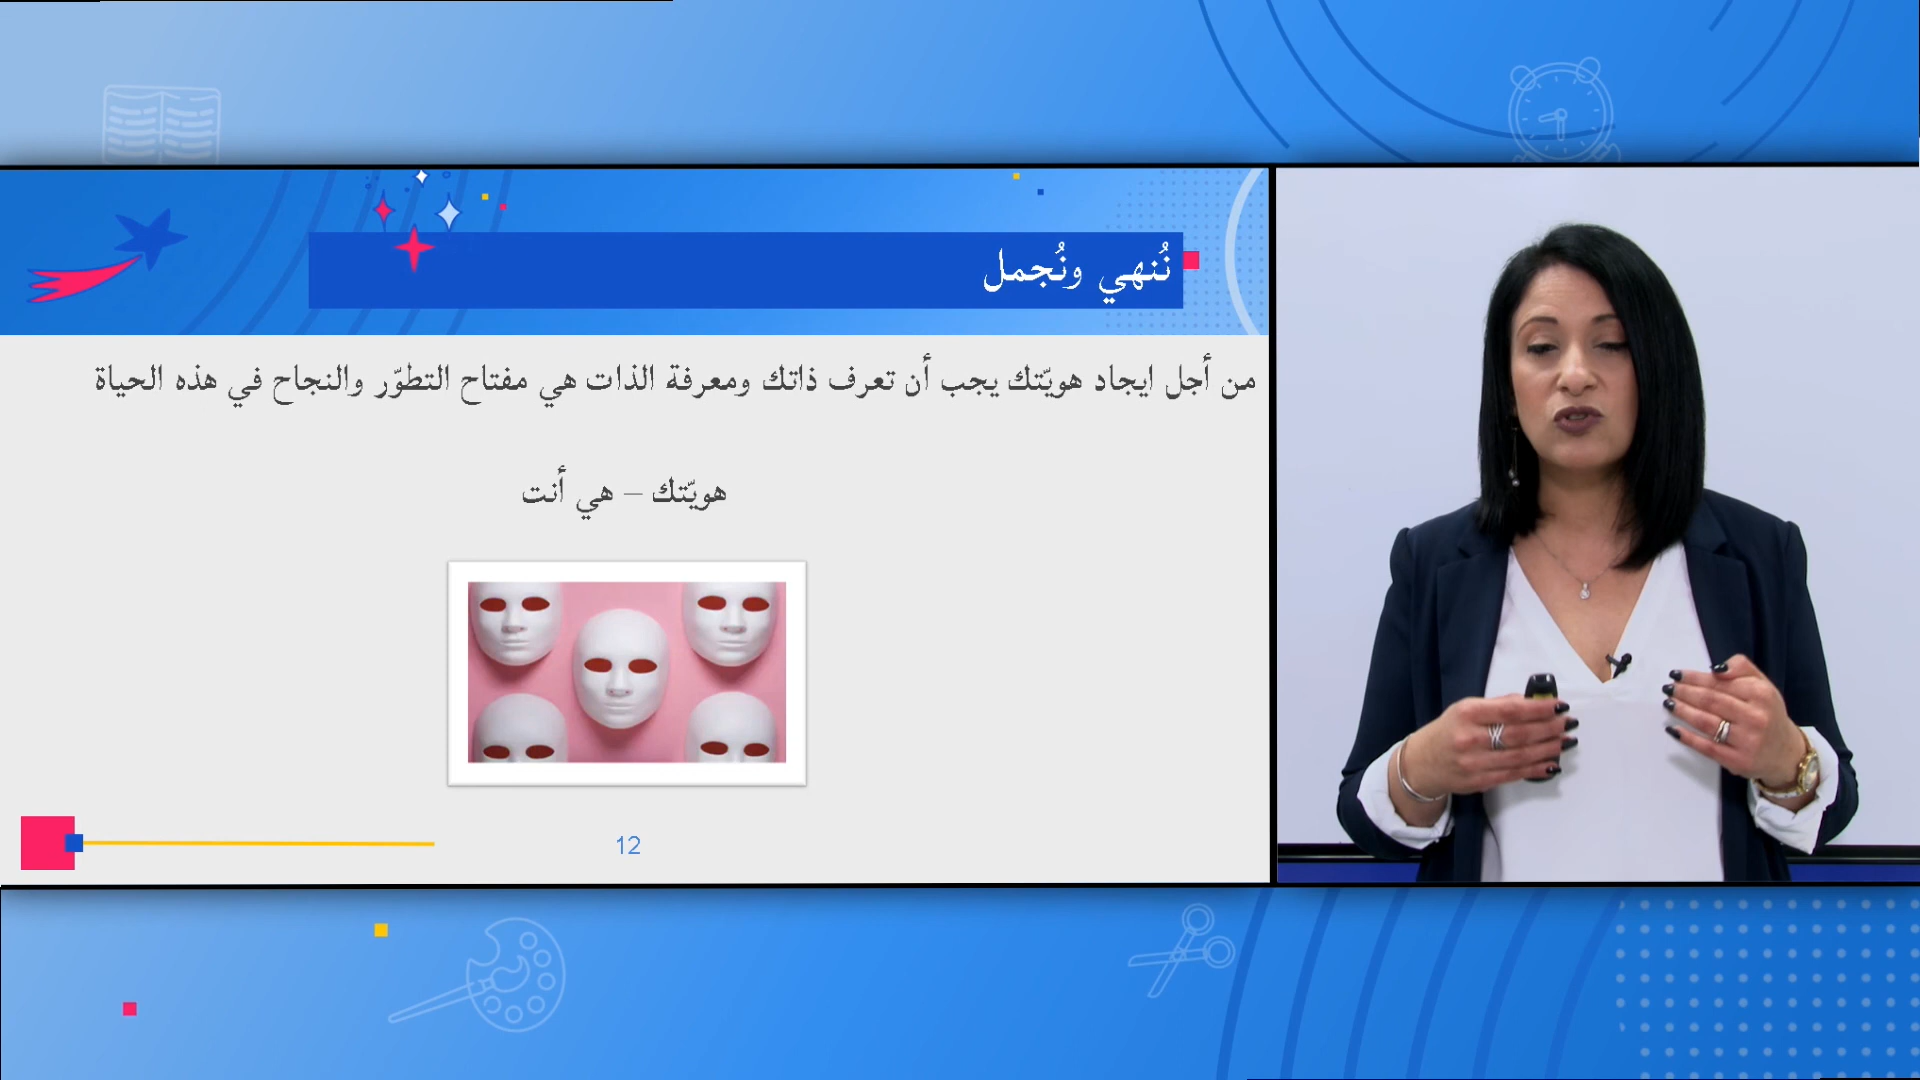 نُنهي ونُجمل
من أجل ايجاد هويّتك يجب أن تعرف ذاتك ومعرفة الذات هي مفتاح التطوّر والنجاح في هذه الحياة
هويّتك – هي أنت
12